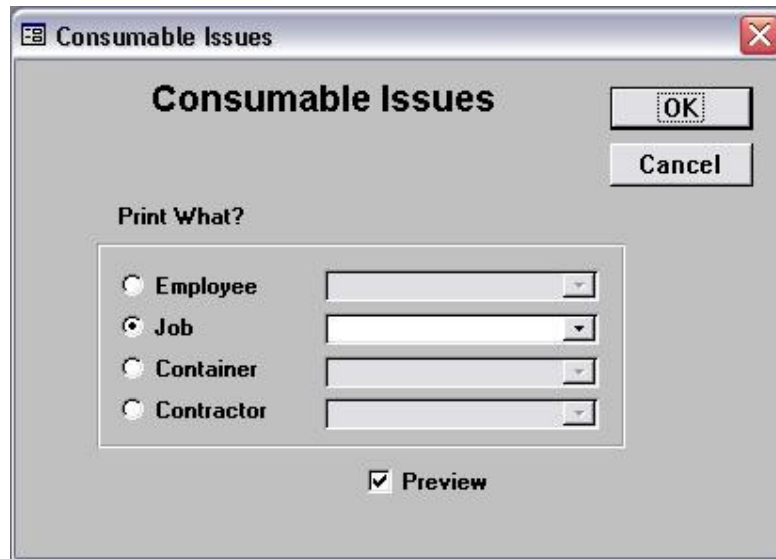 Consumable Issues
Consumable Issues
OK
Cancel
Print What?
Employee
Job
Container
Contractor
Preview